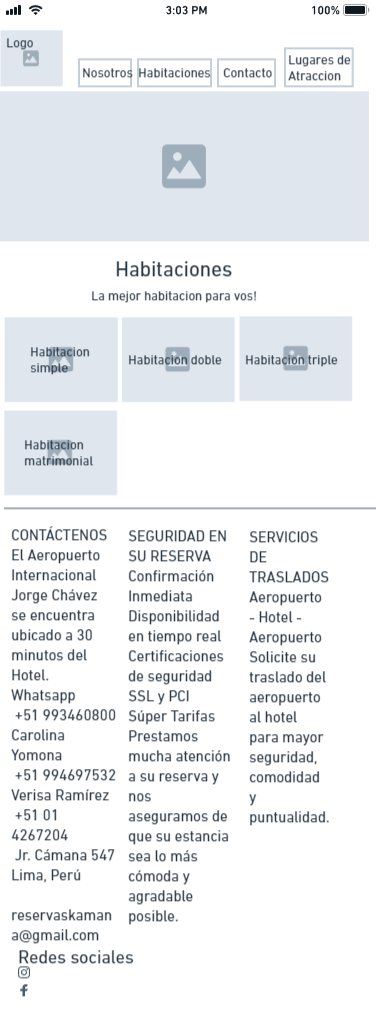 3:03 PM
100%
Logo
Nosotros
Habitaciones
Contacto
Lugares de
Atraccion
Habitaciones
La mejor habitacion para vos!
Habitacion
simple
Habitacion doble
Habitacion triple
Habitacion
matrimonial
CONTÁCTENOS
El Aeropuerto
Internacional
Jorge Chávez
se encuentra
ubicado a 30
minutos del
Hotel.
Whatsapp
+51 993460800
Carolina
Yomona
+51 994697532
Verisa Ramírez
+51 01
4267204
Jr. Cámana 547
Lima, Perú
reservaskaman
a@gmail.com
SEGURIDAD EN
SU RESERVA
Confirmación
Inmediata
Disponibilidad
en tiempo real
Certificaciones
de seguridad
SSL y PCI
Súper Tarifas
Prestamos
mucha atención
a su reserva y
nos
aseguramos de
que su estancia
sea lo más
cómoda y
agradable
posible.
SERVICIOS
DE
TRASLADOS
Aeropuerto
- Hotel -
Aeropuerto
Solicite su
traslado del
aeropuerto
al hotel
para mayor
seguridad,
comodidad
y
puntualidad.
Redes sociales